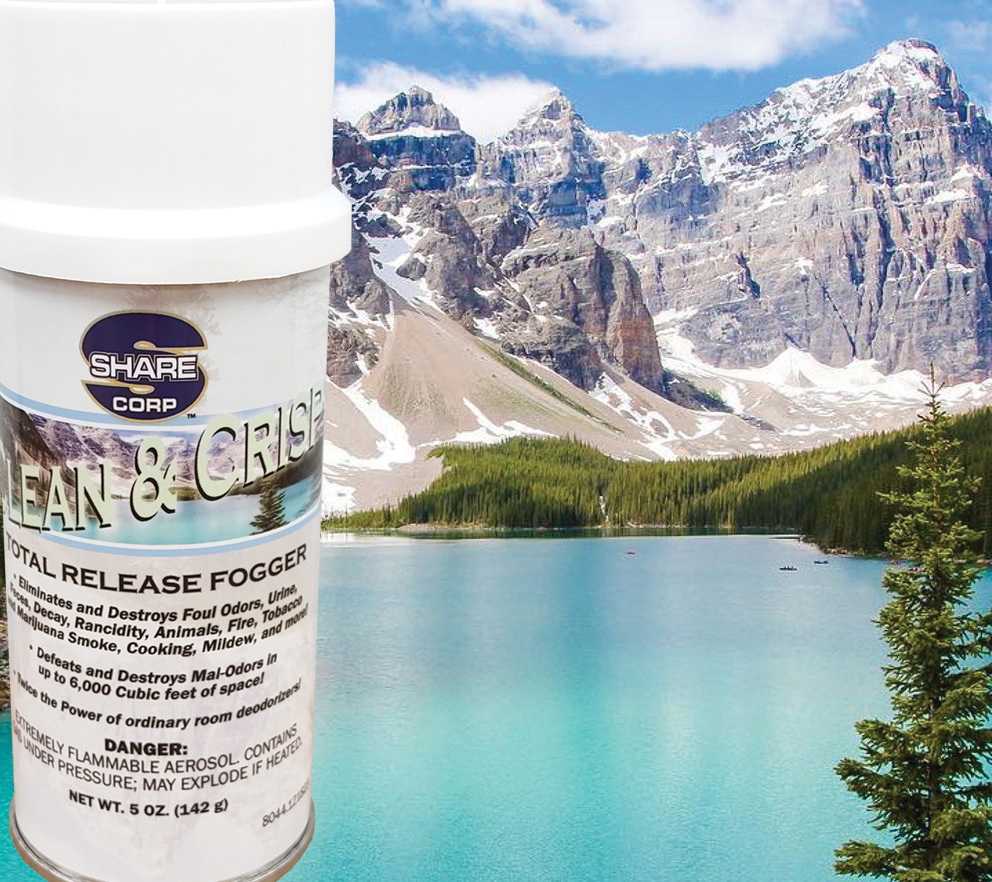 SHARE
CORP
™
LEAN & CRISP
TOTAL RELEASE FOGGER
• Eliminates and Destroys Foul Odors, Urine,
Decay, Rancidity, Animals, Fire, Tobacco
Marijuana Smoke, Cooking, Mildew, and more!
• Defeats and Destroys Mal-Odors in
up to 6,000 Cubic feet of space!
Twice the Power of ordinary room deodorizers!
DANGER:
EXTREMELY FLAMMABLE AEROSOL. CONTAINS
UNDER PRESSURE; MAY EXPLODE IF HEATED.
NET WT. 5 OZ. (142 g)